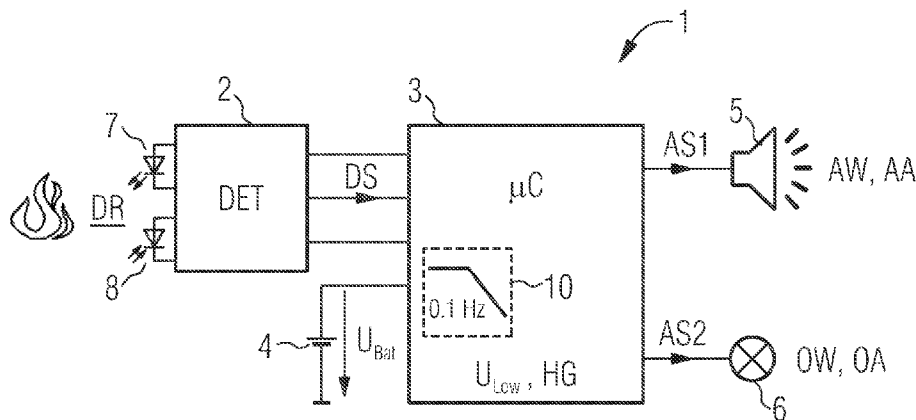 1
2
3
5
7
AS1
DS
μC
AW, AA
DET
DR
8
10
0.1 Hz
4
U_Bat
AS2
U_Low, HG
OW, OA
6